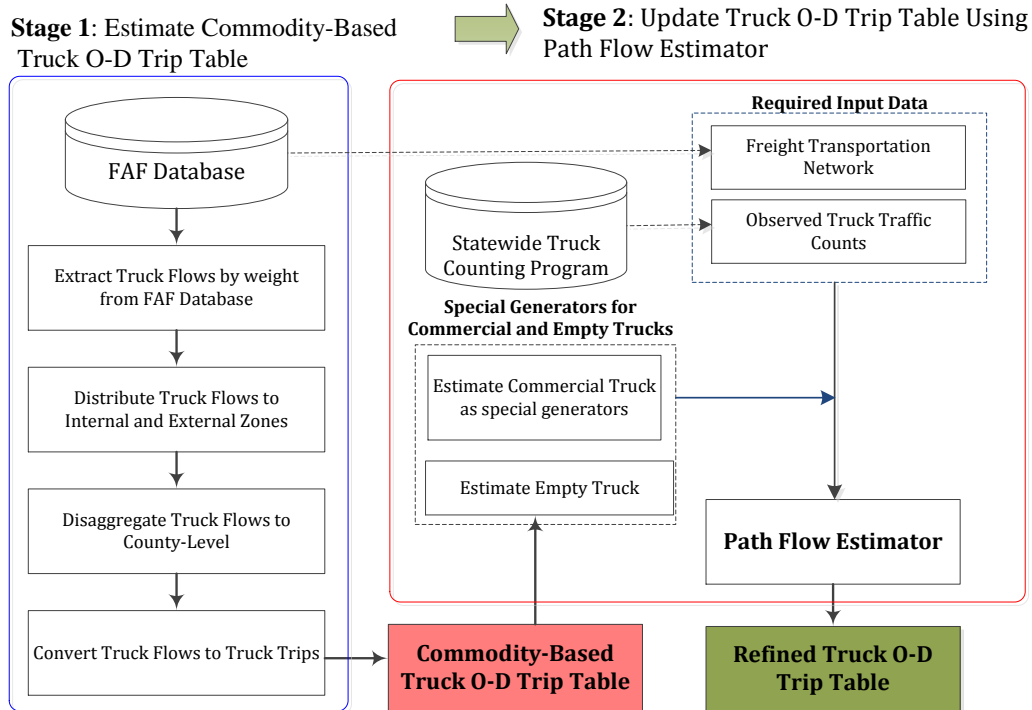 Stage 1: Estimate Commodity-Based
Truck O-D Trip Table
Stage 2: Update Truck O-D Trip Table Using
Path Flow Estimator
FAF Database
Extract Truck Flows by weight
from FAF Database
Distribute Truck Flows to
Internal and External Zones
Disaggregate Truck Flows to
County-Level
Convert Truck Flows to Truck Trips
Commodity-Based
Truck O-D Trip Table
Required Input Data
Freight Transportation
Network
Observed Truck Traffic
Counts
Statewide Truck
Counting Program
Special Generators for
Commercial and Empty Trucks
Estimate Commercial Truck
as special generators
Estimate Empty Truck
Path Flow Estimator
Refined Truck O-D
Trip Table